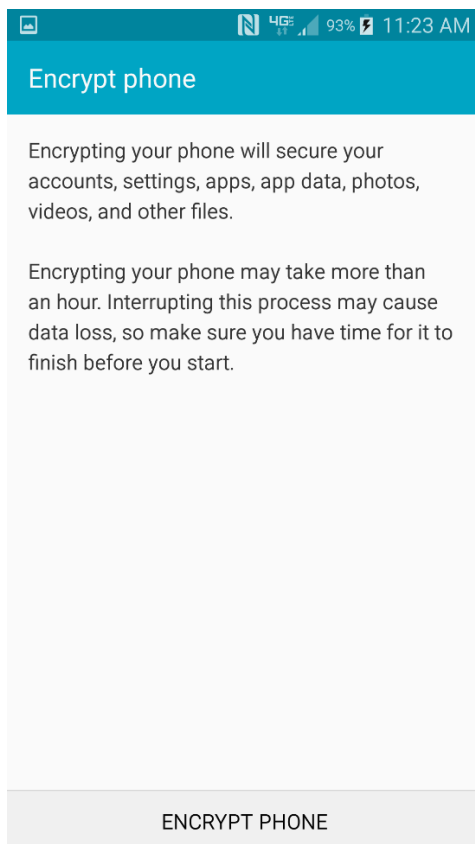 4G 93% 11:23 AM
Encrypt phone
Encrypting your phone will secure your
accounts, settings, apps, app data, photos,
videos, and other files.
Encrypting your phone may take more than
an hour. Interrupting this process may cause
data loss, so make sure you have time for it to
finish before you start.
ENCRYPT PHONE